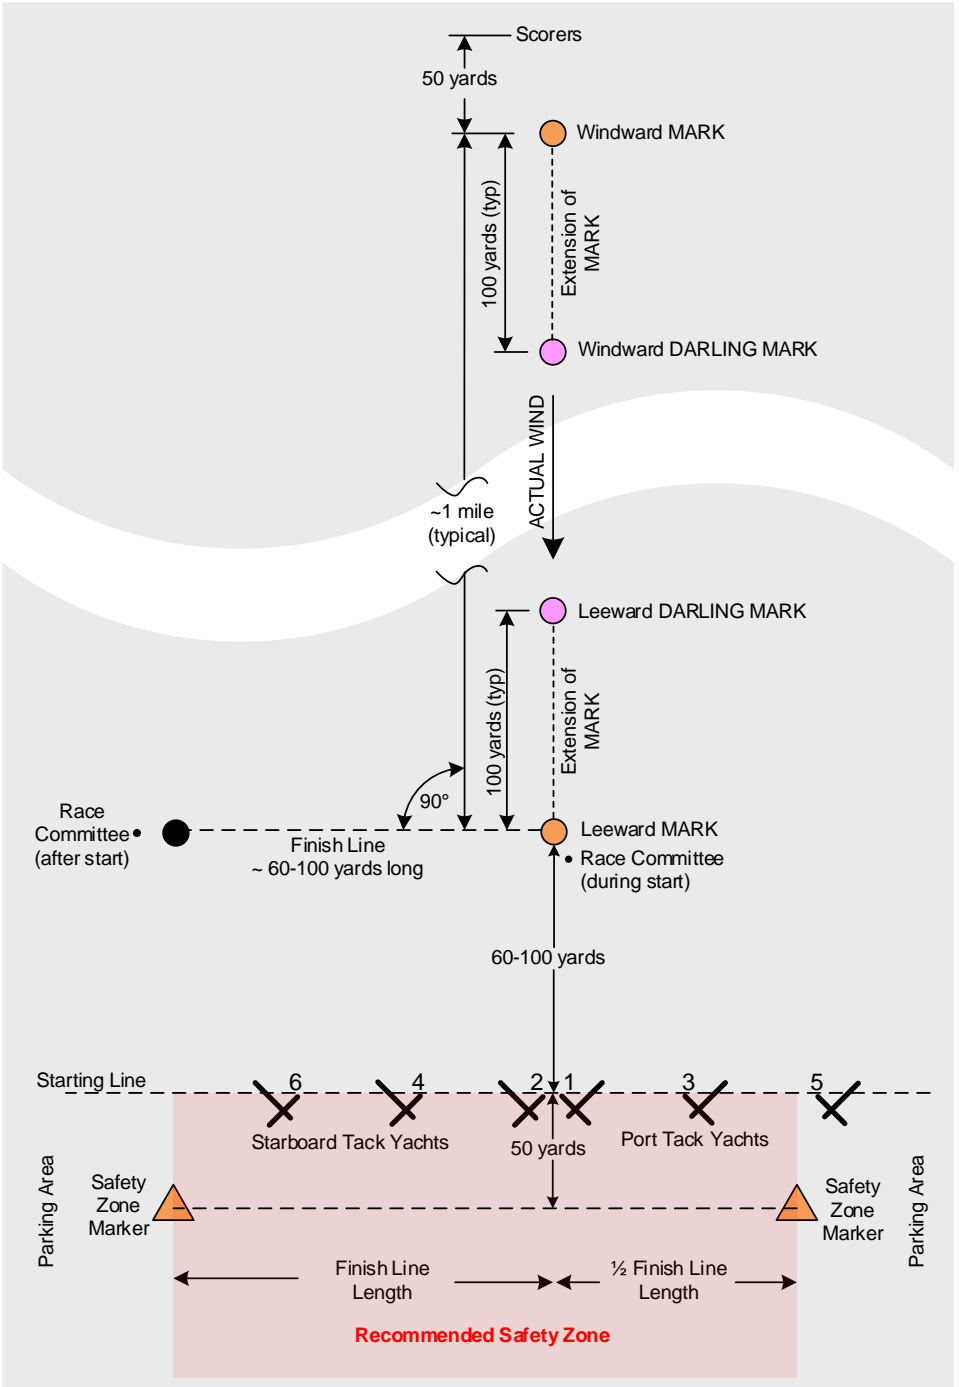 Scorers
50 yards
Windward MARK
100 yards (typ)
Extension of
MARK
Windward DARLING MARK
ACTUAL WIND
~1 mile
(typical)
Leeward DARLING MARK
100 yards (typ)
Extension of
MARK
90°
Race
Committee
(after start)
Finish Line
~ 60-100 yards long
Leeward MARK
• Race Committee
(during start)
60-100 yards
Starting Line
6
4
2
1
3
5
Starboard Tack Yachts
50 yards
Port Tack Yachts
Parking Area
Safety
Zone
Marker
Safety
Zone
Marker
Parking Area
Finish Line
Length
½ Finish Line
Length
Recommended Safety Zone